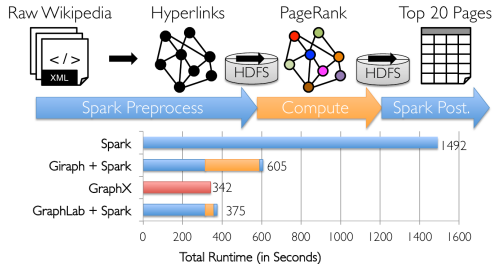 Raw Wikipedia Hyperlinks PageRank Top 20 Pages
</> XML
HDFS HDFS
Spark Preprocess Compute Spark Post.
Spark 1492
Giraph + Spark 605
GraphX 342
GraphLab + Spark 375
0 200 400 600 800 1000 1200 1400 1600
Total Runtime (in Seconds)